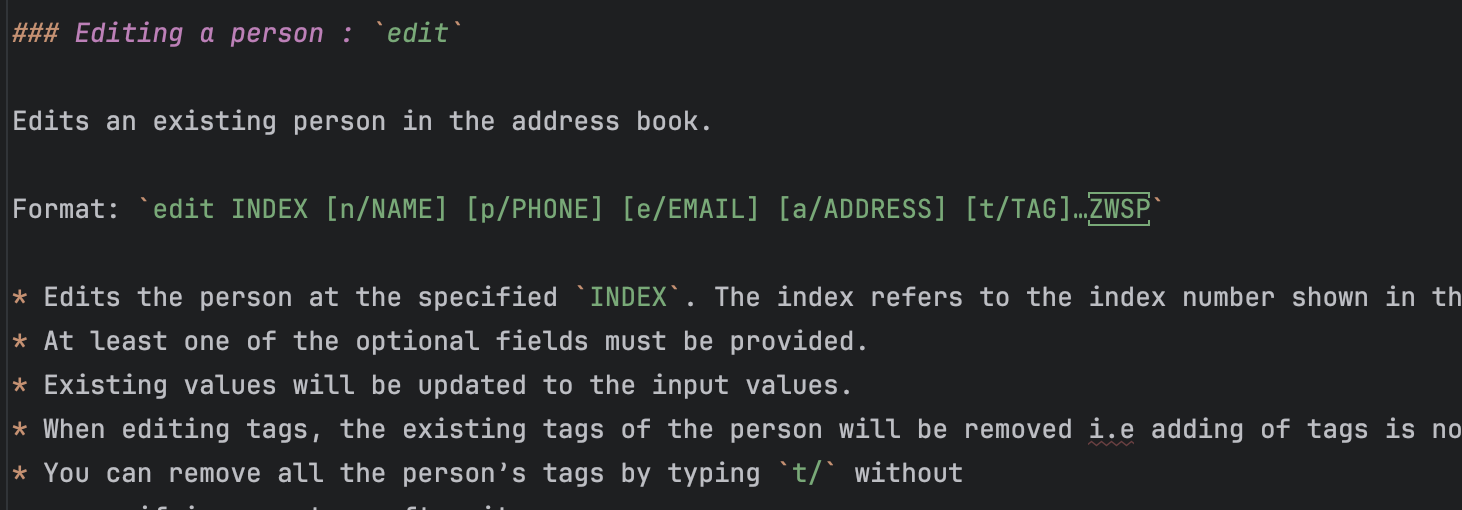 ### Editing a person : `edit`
Edits an existing person in the address book.
Format: `edit INDEX [n/NAME] [p/PHONE] [e/EMAIL] [a/ADDRESS] [t/TAG]…ZWSP`
* Edits the person at the specified `INDEX`. The index refers to the index number shown in th
* At least one of the optional fields must be provided.
* Existing values will be updated to the input values.
* When editing tags, the existing tags of the person will be removed i.e adding of tags is no
* You can remove all the person’s tags by typing `t/` without